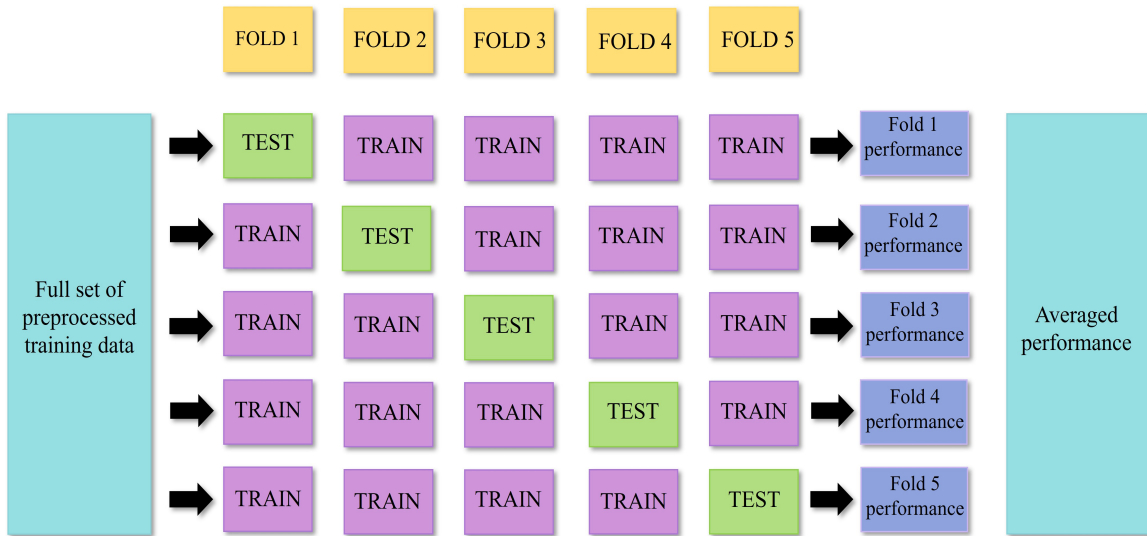 FOLD 1
FOLD 2
FOLD 3
FOLD 4
FOLD 5
Full set of
preprocessed
training data
TEST
TRAIN
TRAIN
TRAIN
TRAIN
Fold 1
performance
TRAIN
TEST
TRAIN
TRAIN
TRAIN
Fold 2
performance
TRAIN
TRAIN
TEST
TRAIN
TRAIN
Fold 3
performance
TRAIN
TRAIN
TRAIN
TEST
TRAIN
Fold 4
performance
TRAIN
TRAIN
TRAIN
TRAIN
TEST
Fold 5
performance
Averaged
performance